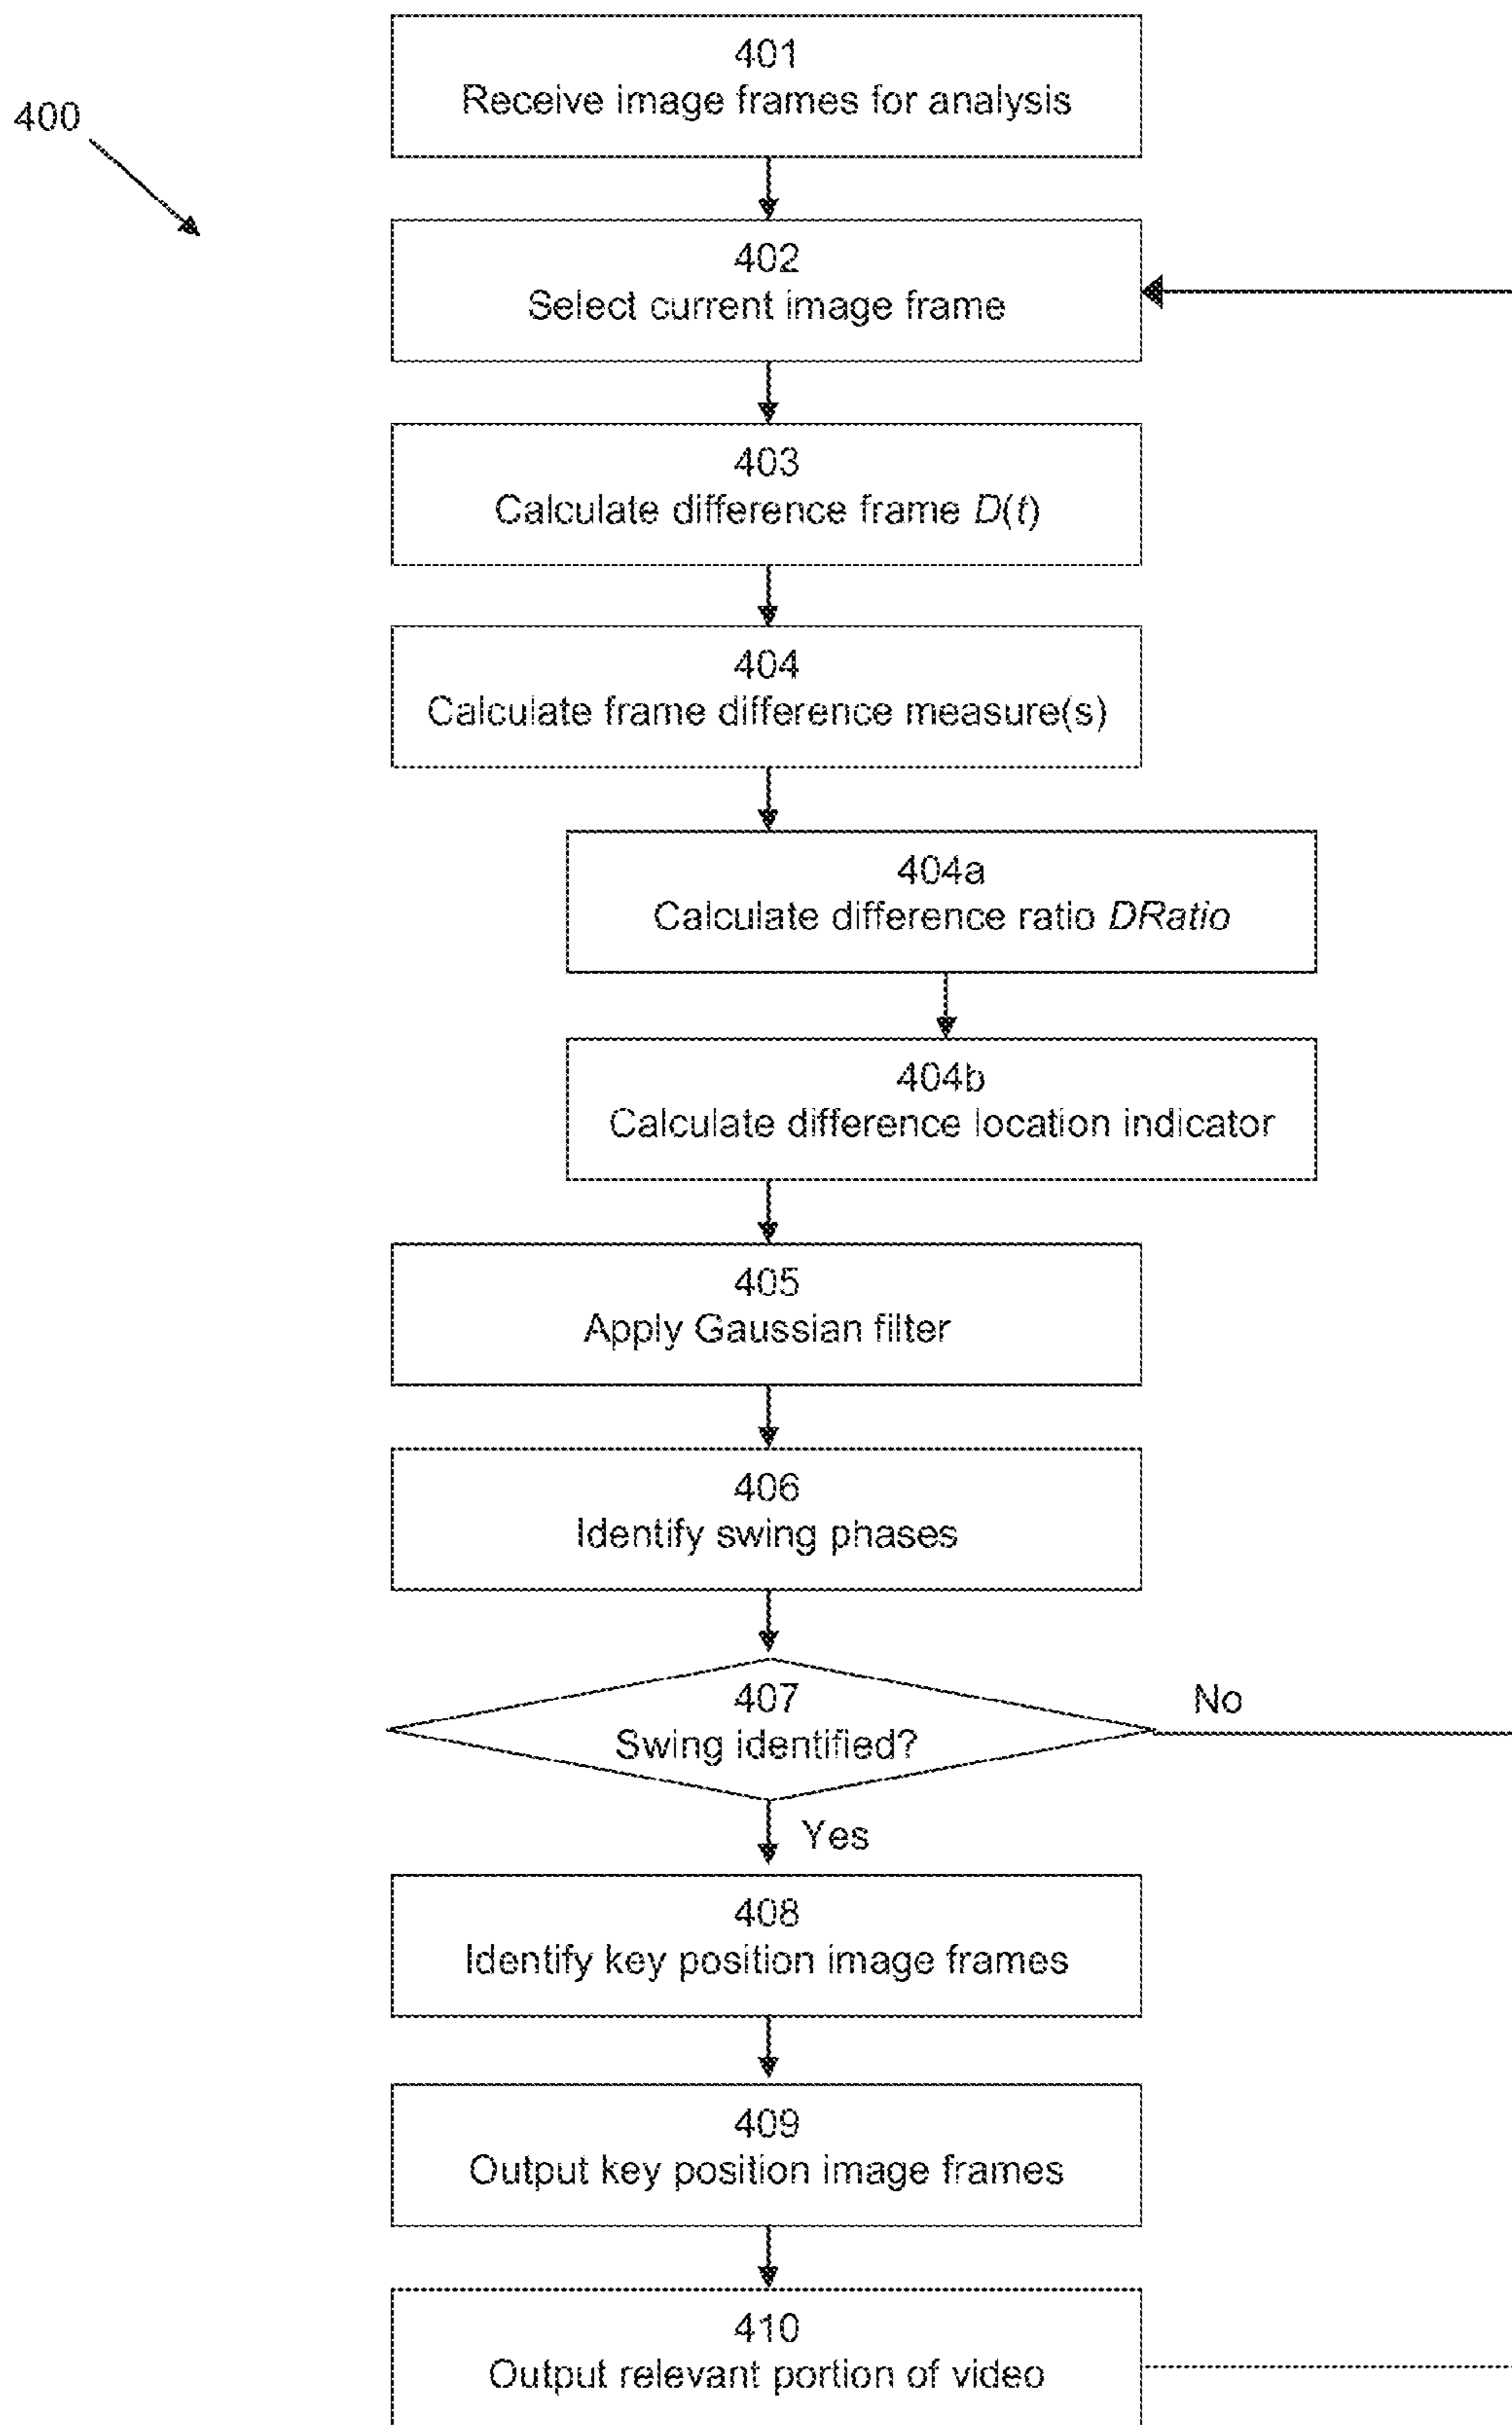 400
401
Receive image frames for analysis
402
Select current image frame
403
Calculate difference frame D(t)
404
Calculate frame difference measure(s)
404a
Calculate difference ratio DRatio
404b
Calculate difference location indicator
405
Apply Gaussian filter
406
Identify swing phases
407
Swing identified?
No
Yes
408
Identify key position image frames
409
Output key position image frames
410
Output relevant portion of video